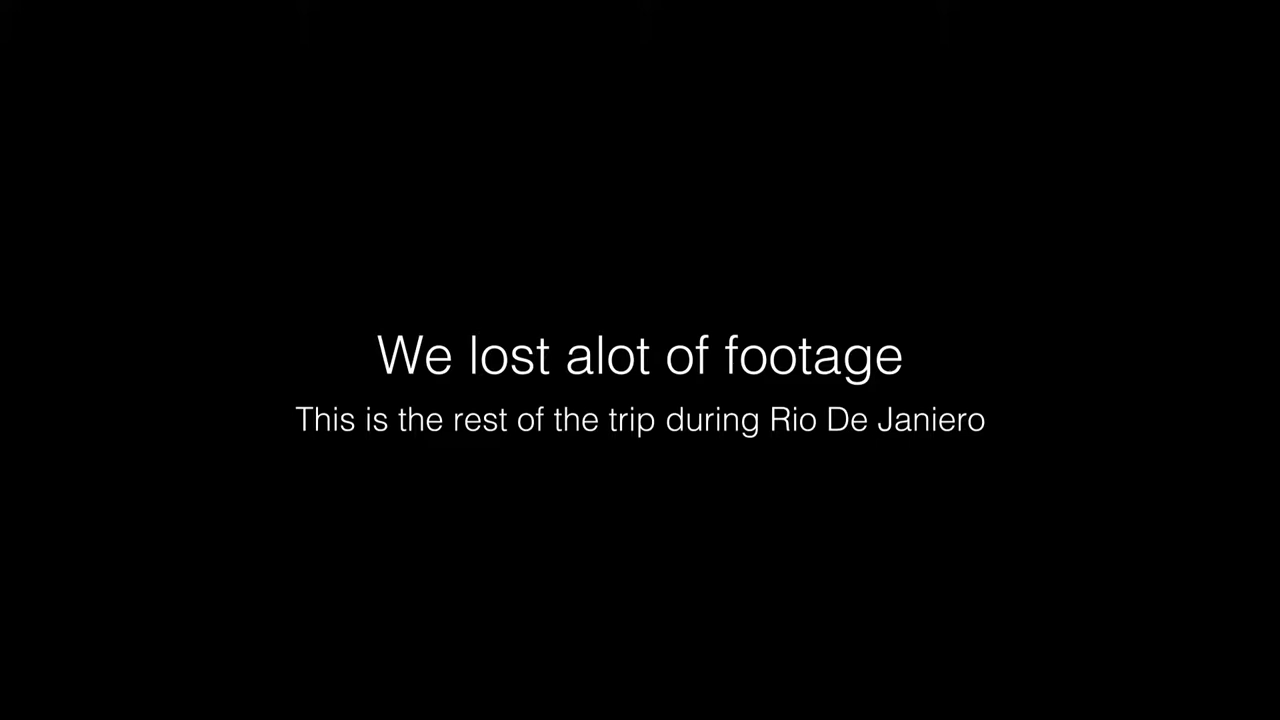 We lost alot of footage
This is the rest of the trip during Rio De Janiero